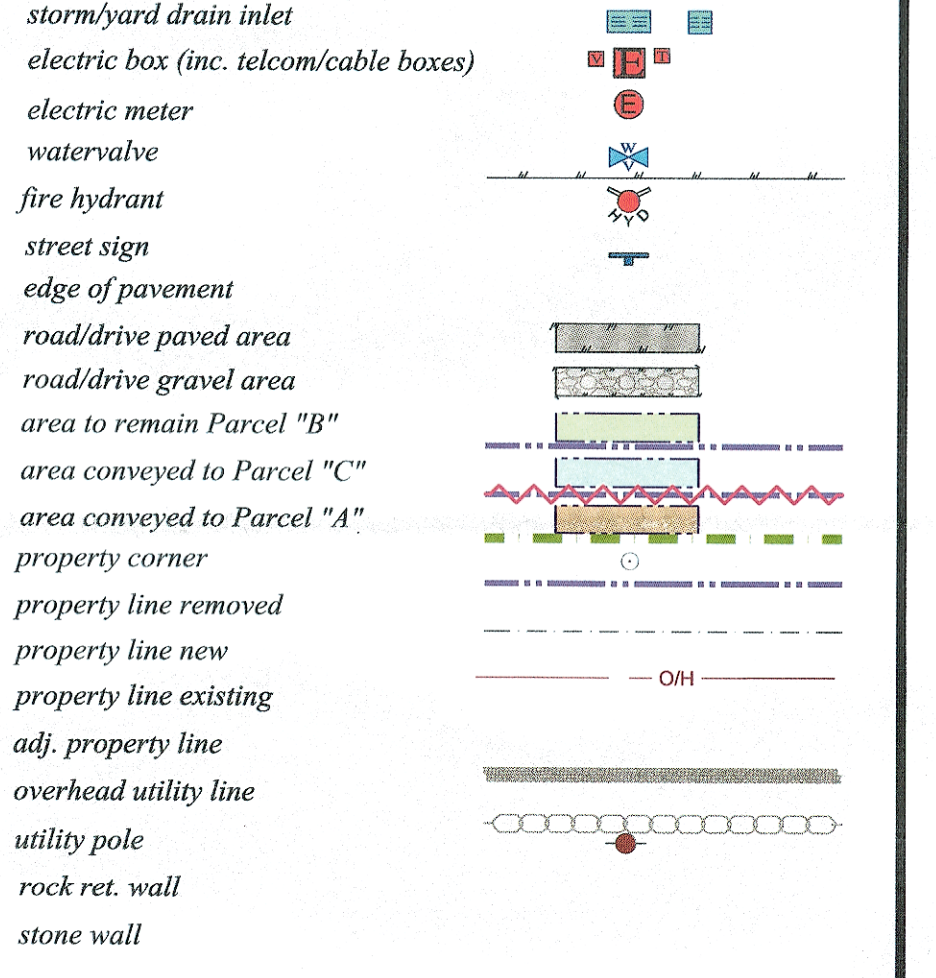 storm/yard drain inlet
electric box (inc. telcom/cable boxes)
V E T
electric meter
E
watervalve
W
V
fire hydrant
HYD
street sign
edge of pavement
road/drive paved area
road/drive gravel area
area to remain Parcel "B"
area conveyed to Parcel "C"
area conveyed to Parcel "A"
property corner
property line removed
property line new
property line existing
O/H
adj. property line
overhead utility line
utility pole
rock ret. wall
stone wall